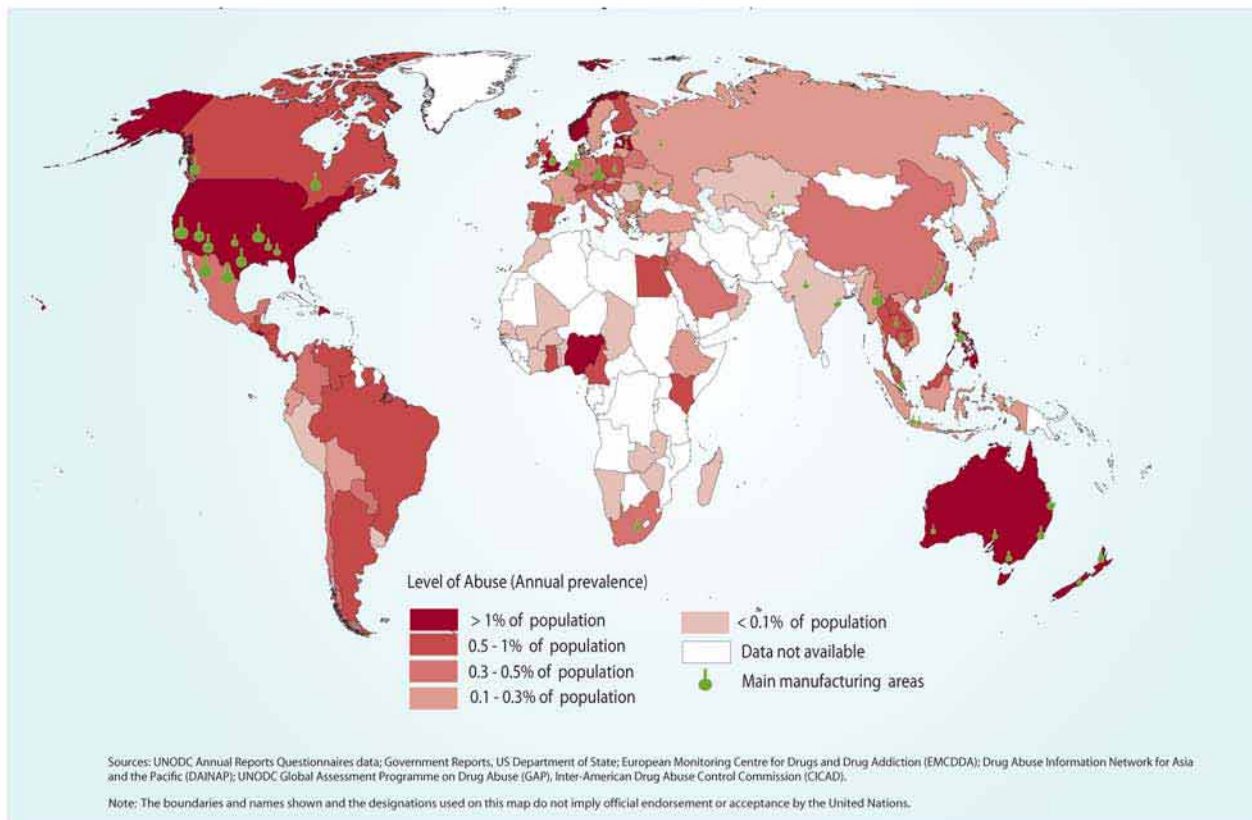 Level of Abuse (Annual prevalence)
> 1% of population
0.5 - 1% of population
0.3 - 0.5% of population
0.1 - 0.3% of population
< 0.1% of population
Data not available
Main manufacturing areas
Sources: UNODC Annual Reports Questionnaires data; Government Reports, US Department of State; European Monitoring Centre for Drugs and Drug Addiction (EMCDDA); Drug Abuse Information Network for Asia
and the Pacific (DAINAP); UNODC Global Assessment Programme on Drug Abuse (GAP), Inter-American Drug Abuse Control Commission (CICAD).
Note: The boundaries and names shown and the designations used on this map do not imply official endorsement or acceptance by the United Nations.